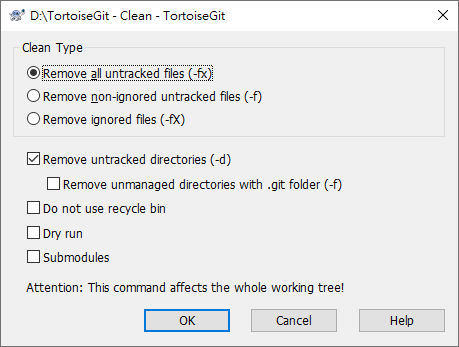 D:\TortoiseGit - Clean - TortoiseGit
Clean Type
Remove all untracked files (-fx)
Remove non-ignored untracked files (-f)
Remove ignored files (-fX)
Remove untracked directories (-d)
Remove unmanaged directories with .git folder (-f)
Do not use recycle bin
Dry run
Submodules
Attention: This command affects the whole working tree!
OK Cancel Help